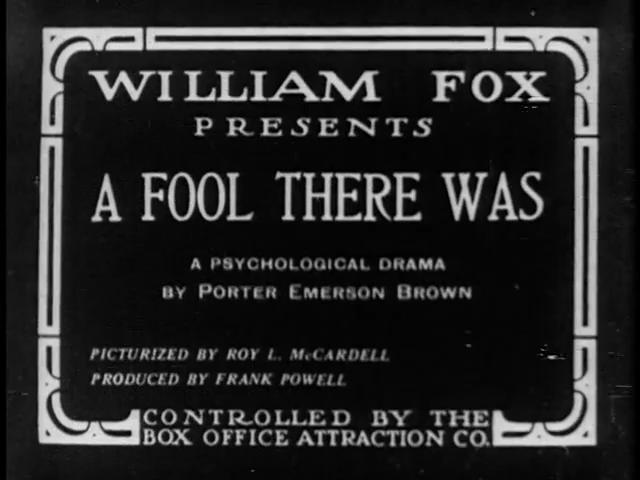 WILLIAM FOX
PRESENTS
A FOOL THERE WAS
A PSYCHOLOGICAL DRAMA
BY PORTER EMERSON BROWN
PICTURIZED BY ROY L. McCARDELL
PRODUCED BY FRANK POWELL
CONTROLLED BY THE
BOX OFFICE ATTRACTION CO.